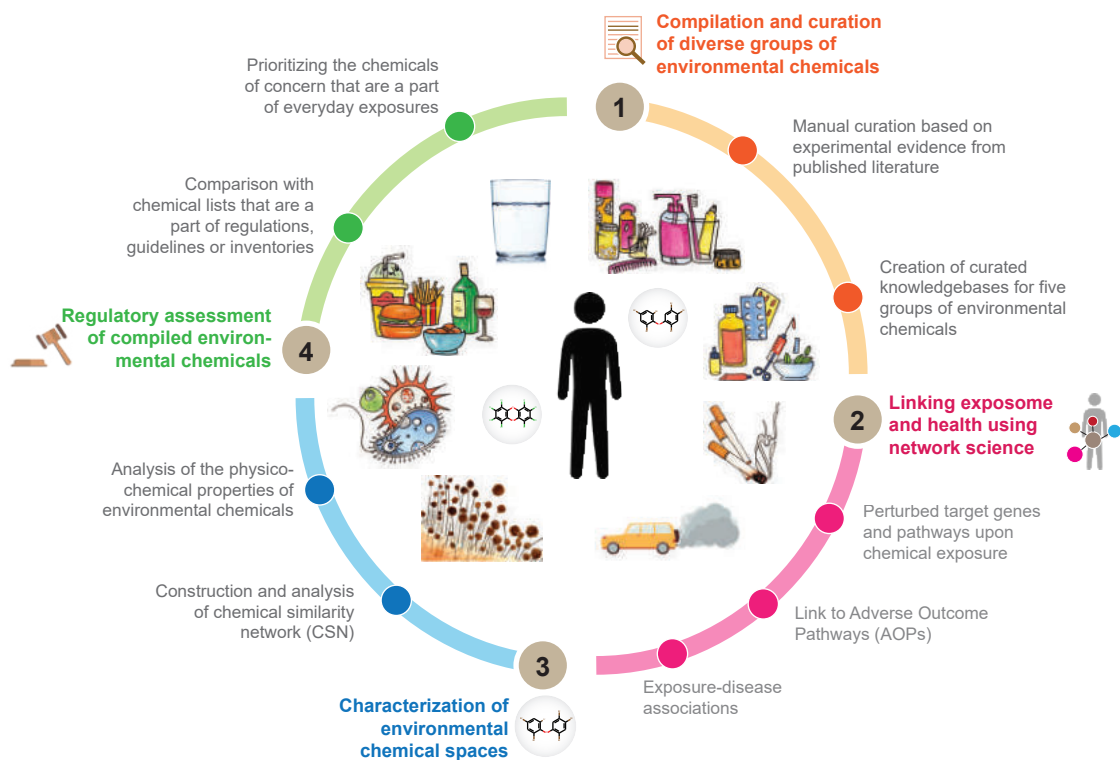 1
Compilation and curation
of diverse groups of
environmental chemicals
Manual curation based on
experimental evidence from
published literature
Creation of curated
knowledgebases for five
groups of environmental
chemicals
2
Linking exposome
and health using
network science
Perturbed target genes
and pathways upon
chemical exposure
Link to Adverse Outcome
Pathways (AOPs)
Exposure-disease
associations
3
Characterization of
environmental
chemical spaces
Construction and analysis
of chemical similarity
network (CSN)
Analysis of the physico-
chemical properties of
environmental chemicals
4
Regulatory assessment
of compiled environ-
mental chemicals
Comparison with
chemical lists that are a
part of regulations,
guidelines or inventories
Prioritizing the chemicals
of concern that are a part
of everyday exposures